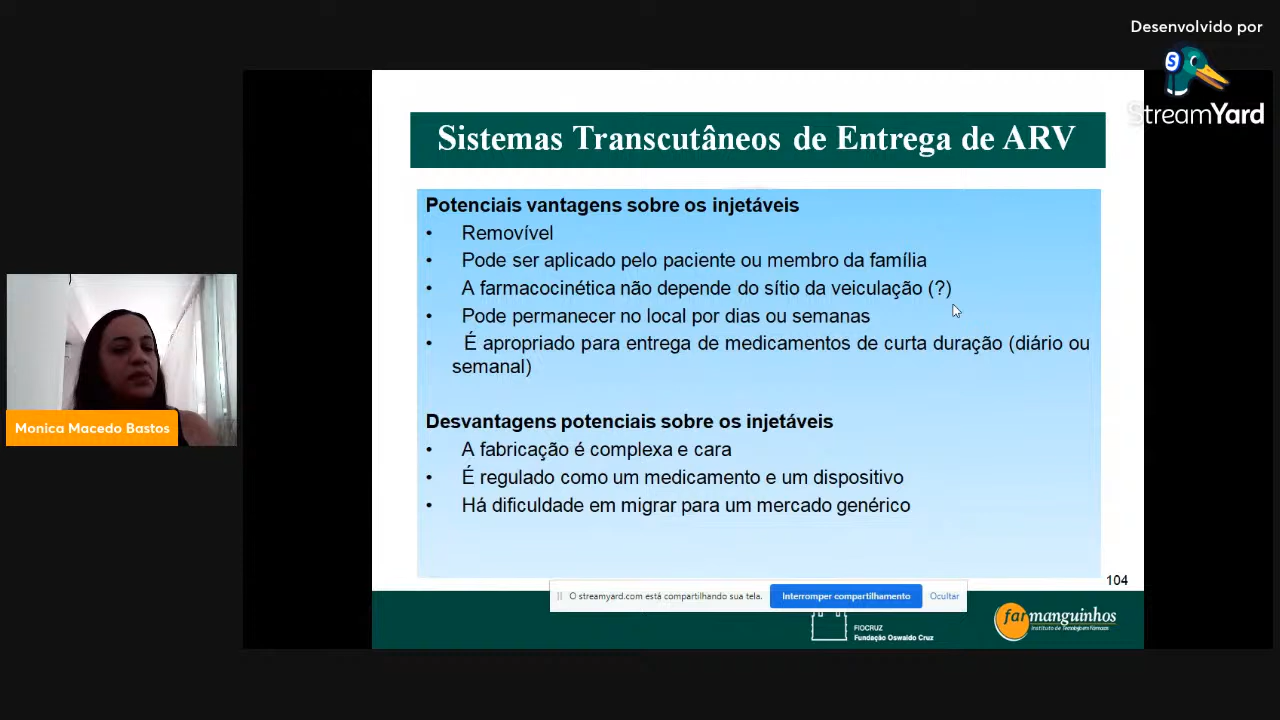 Desenvolvido por
StreamYard
Sistemas Transcutâneos de Entrega de ARV
Potenciais vantagens sobre os injetáveis
• Removível
• Pode ser aplicado pelo paciente ou membro da família
• A farmacocinética não depende do sítio da veiculação (?)
• Pode permanecer no local por dias ou semanas
• É apropriado para entrega de medicamentos de curta duração (diário ou
semanal)
Desvantagens potenciais sobre os injetáveis
• A fabricação é complexa e cara
• É regulado como um medicamento e um dispositivo
• Há dificuldade em migrar para um mercado genérico
Monica Macedo Bastos
104
O streamyard.com está compartilhando sua tela.
Interromper compartilhamento
Ocultar
FIOCRUZ
Fundação Oswaldo Cruz
farmanguinhos
Instituto de Tecnologia em Fármacos